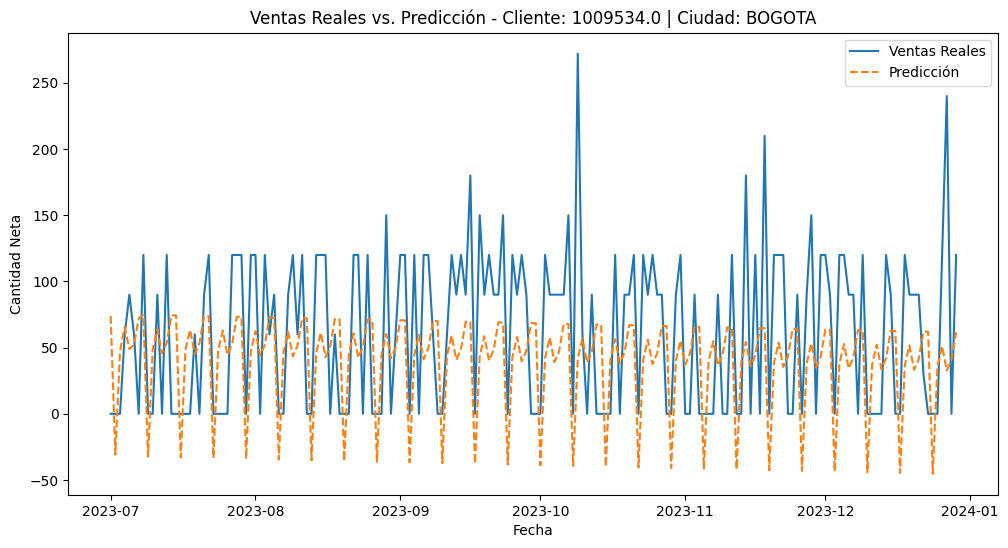 Ventas Reales vs. Predicción - Cliente: 1009534.0 | Ciudad: BOGOTA
Ventas Reales
Predicción
Cantidad Neta
250
200
150
100
50
0
−50
2023-07
2023-08
2023-09
2023-10
2023-11
2023-12
2024-01
Fecha